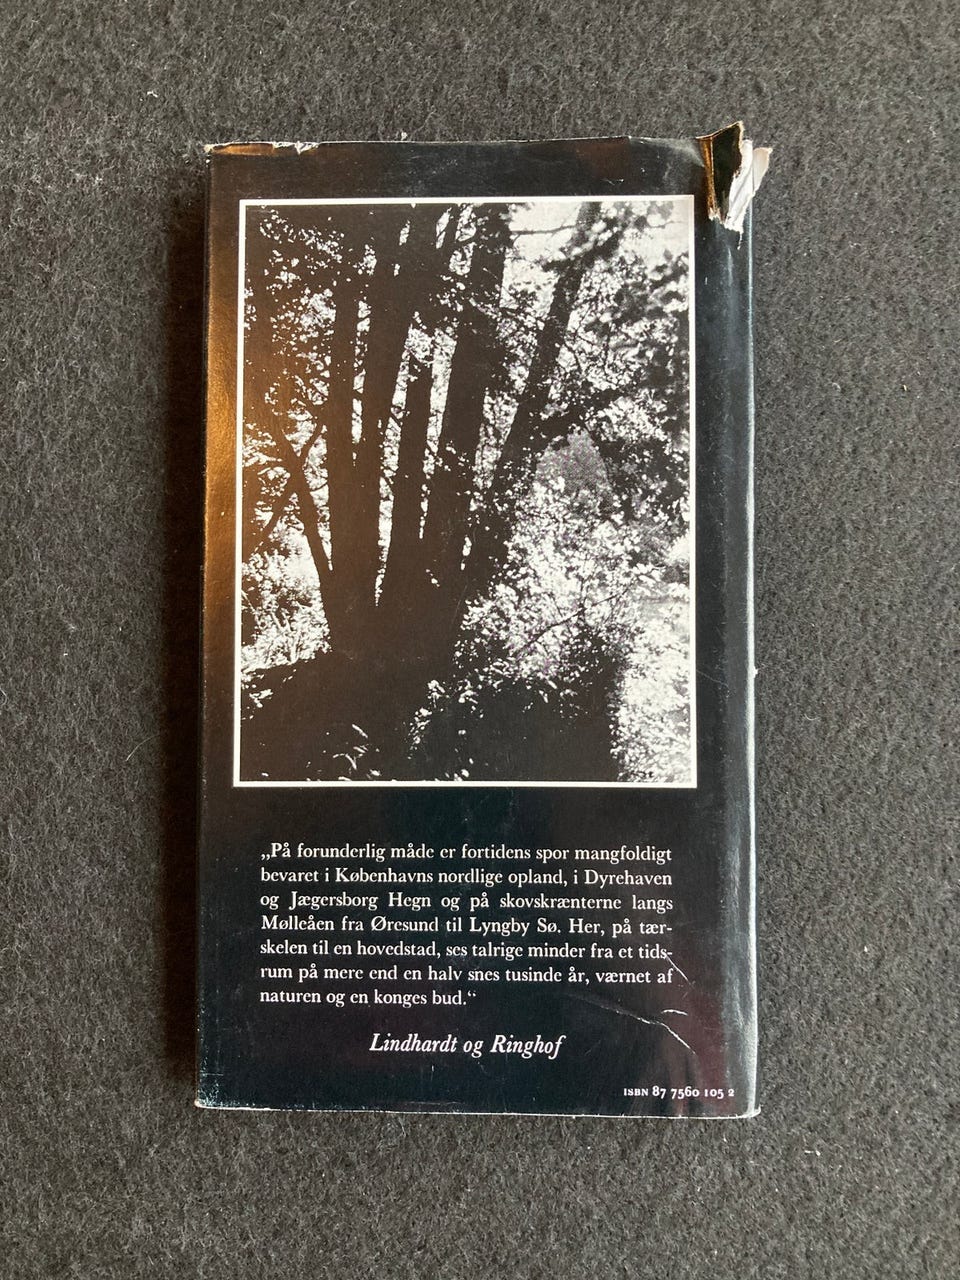 „På forunderlig måde er fortidens spor mangfoldigt
bevaret i Københavns nordlige opland, i Dyrehaven
og Jægersborg Hegn og på skovskrænterne langs
Mølleåen fra Øresund til Lyngby Sø. Her, på tær-
skelen til en hovedstad, ses talrige minder fra et tids-
rum på mere end en halv snes tusinde år, værnet af
naturen og en konges bud.“
Lindhardt og Ringhof
ISBN 87 7560 105 2